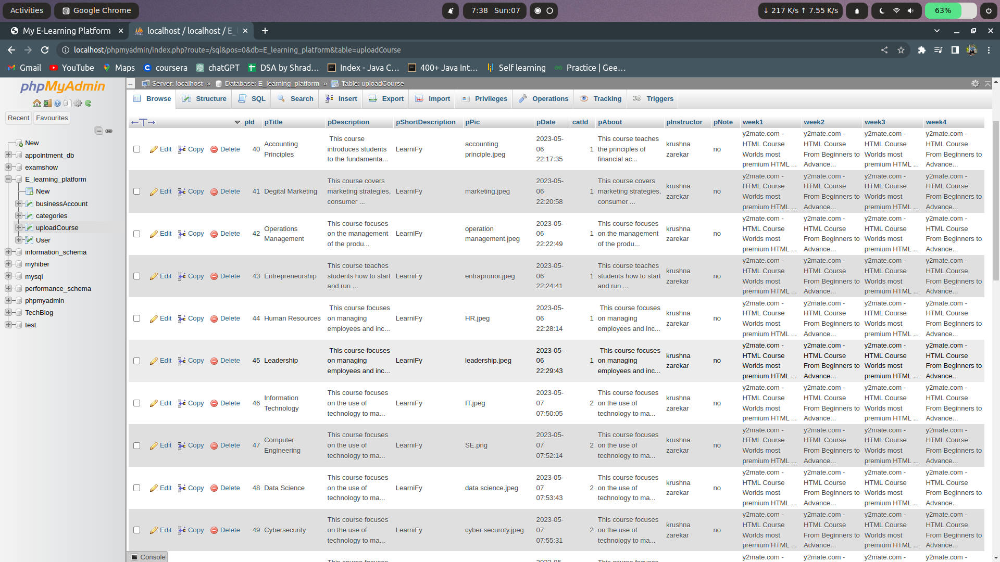 Activities Google Chrome 7:38 Sun:07 ↓ 217 K/s ↑ 7.55 K/s 63%
My E-Learning Platform localhost / localhost / E_
localhost/phpmyadmin/index.php?route=/sql&pos=0&db=E_learning_platform&table=uploadCourse
Gmail YouTube Maps coursera chatGPT DSA by Shrad... Index - Java C... 400+ Java Int... Self learning Practice | Gee...
phpMyAdmin
Recent Favourites
New
appointment_db
examshow
E_learning_platform
New
businessAccount
categories
uploadCourse
User
information_schema
myhiber
mysql
performance_schema
phpmyadmin
TechBlog
test
Server: localhost » Database: E_learning_platform » Table: uploadCourse
Browse Structure SQL Search Insert Export Import Privileges Operations Tracking Triggers
pId pTitle pDescription pShortDescription pPic pDate catId pAbout pInstructor pNote week1 week2 week3 week4
Edit Copy Delete 40 Accounting Principles This course introduces students to the fundamenta... LearniFy accounting principle.jpeg 2023-05-06 22:17:35 1 This course teaches the principles of financial ac... krushna zarekar no y2mate.com - HTML Course Worlds most premium HTML ... y2mate.com - HTML Course From Beginners to Advance... y2mate.com - HTML Course Worlds most premium HTML ... y2mate.com - HTML Course From Beginners to Advance...
Edit Copy Delete 41 Degital Marketing This course covers marketing strategies, consumer ... LearniFy marketing.jpeg 2023-05-06 22:20:58 1 This course covers marketing strategies, consumer ... krushna zarekar no y2mate.com - HTML Course Worlds most premium HTML ... y2mate.com - HTML Course From Beginners to Advance... y2mate.com - HTML Course Worlds most premium HTML ... y2mate.com - HTML Course From Beginners to Advance...
Edit Copy Delete 42 Operations Management This course focuses on the management of the produ... LearniFy operation management.jpeg 2023-05-06 22:22:49 1 This course focuses on the management of the produ... krushna zarekar no y2mate.com - HTML Course Worlds most premium HTML ... y2mate.com - HTML Course From Beginners to Advance... y2mate.com - HTML Course Worlds most premium HTML ... y2mate.com - HTML Course From Beginners to Advance...
Edit Copy Delete 43 Entrepreneurship This course teaches students how to start and run ... LearniFy entraprunor.jpeg 2023-05-06 22:24:41 1 This course teaches students how to start and run ... krushna zarekar no y2mate.com - HTML Course Worlds most premium HTML ... y2mate.com - HTML Course From Beginners to Advance... y2mate.com - HTML Course Worlds most premium HTML ... y2mate.com - HTML Course From Beginners to Advance...
Edit Copy Delete 44 Human Resources This course focuses on managing employees and inc... LearniFy HR.jpeg 2023-05-06 22:28:14 1 This course focuses on managing employees and inc... krushna zarekar no y2mate.com - HTML Course Worlds most premium HTML ... y2mate.com - HTML Course From Beginners to Advance... y2mate.com - HTML Course Worlds most premium HTML ... y2mate.com - HTML Course From Beginners to Advance...
Edit Copy Delete 45 Leadership This course focuses on managing employees and inc... LearniFy leadership.jpeg 2023-05-06 22:29:43 1 This course focuses on managing employees and inc... krushna zarekar no y2mate.com - HTML Course Worlds most premium HTML ... y2mate.com - HTML Course From Beginners to Advance... y2mate.com - HTML Course Worlds most premium HTML ... y2mate.com - HTML Course From Beginners to Advance...
Edit Copy Delete 46 Information Technology This course focuses on the use of technology to ma... LearniFy IT.jpeg 2023-05-07 07:50:05 2 This course focuses on the use of technology to ma... krushna zarekar no y2mate.com - HTML Course Worlds most premium HTML ... y2mate.com - HTML Course From Beginners to Advance... y2mate.com - HTML Course Worlds most premium HTML ... y2mate.com - HTML Course From Beginners to Advance...
Edit Copy Delete 47 Computer Engineering This course focuses on the use of technology to ma... LearniFy SE.png 2023-05-07 07:52:14 2 This course focuses on the use of technology to ma... krushna zarekar no y2mate.com - HTML Course Worlds most premium HTML ... y2mate.com - HTML Course From Beginners to Advance... y2mate.com - HTML Course Worlds most premium HTML ... y2mate.com - HTML Course From Beginners to Advance...
Edit Copy Delete 48 Data Science This course focuses on the use of technology to ma... LearniFy data science.jpeg 2023-05-07 07:53:43 2 This course focuses on the use of technology to ma... krushna zarekar no y2mate.com - HTML Course Worlds most premium HTML ... y2mate.com - HTML Course From Beginners to Advance... y2mate.com - HTML Course Worlds most premium HTML ... y2mate.com - HTML Course From Beginners to Advance...
Edit Copy Delete 49 Cybersecurity This course focuses on the use of technology to ma... LearniFy cyber securoty.jpeg 2023-05-07 07:55:31 2 This course focuses on the use of technology to ma... krushna zarekar no y2mate.com - HTML Course Worlds most premium HTML ... y2mate.com - HTML Course From Beginners to Advance... y2mate.com - HTML Course Worlds most premium HTML ... y2mate.com - HTML Course From Beginners to Advance...
y2mate.com - y2mate.com - y2mate.com - y2mate.com -
Console